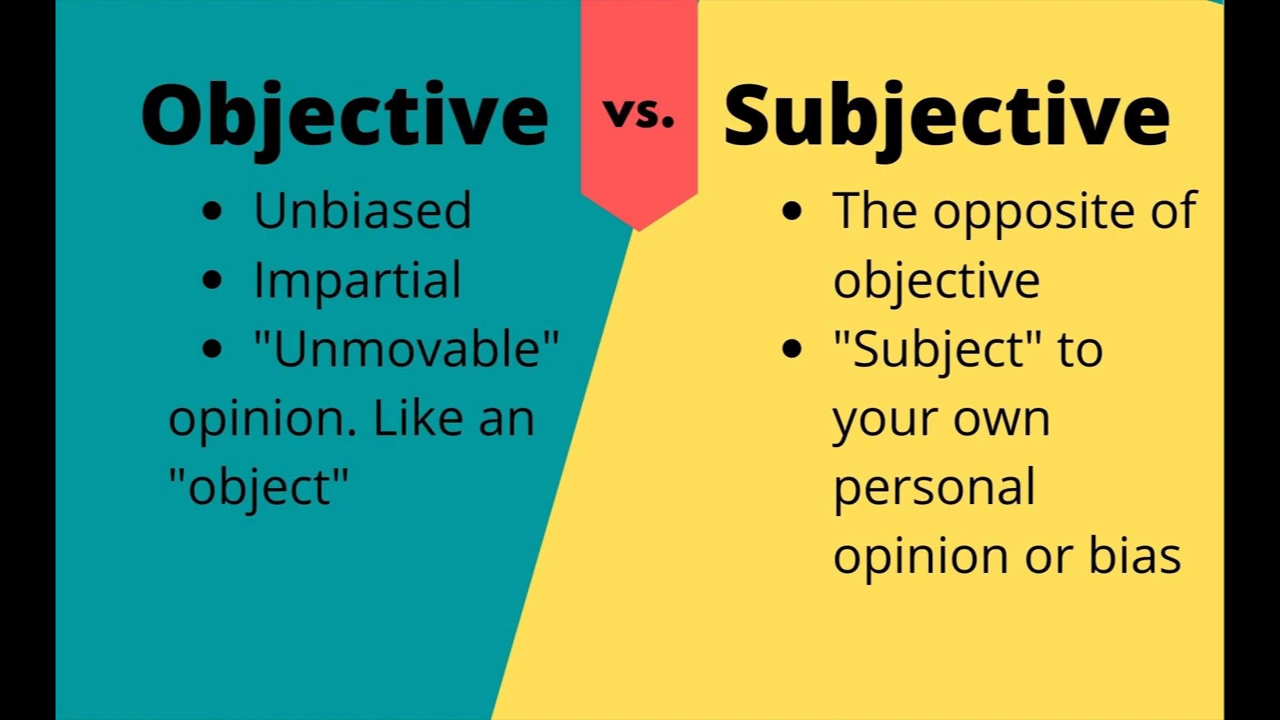 Objective
vs.
Subjective
• Unbiased
• Impartial
• "Unmovable"
opinion. Like an
"object"
• The opposite of
objective
• "Subject" to
your own
personal
opinion or bias